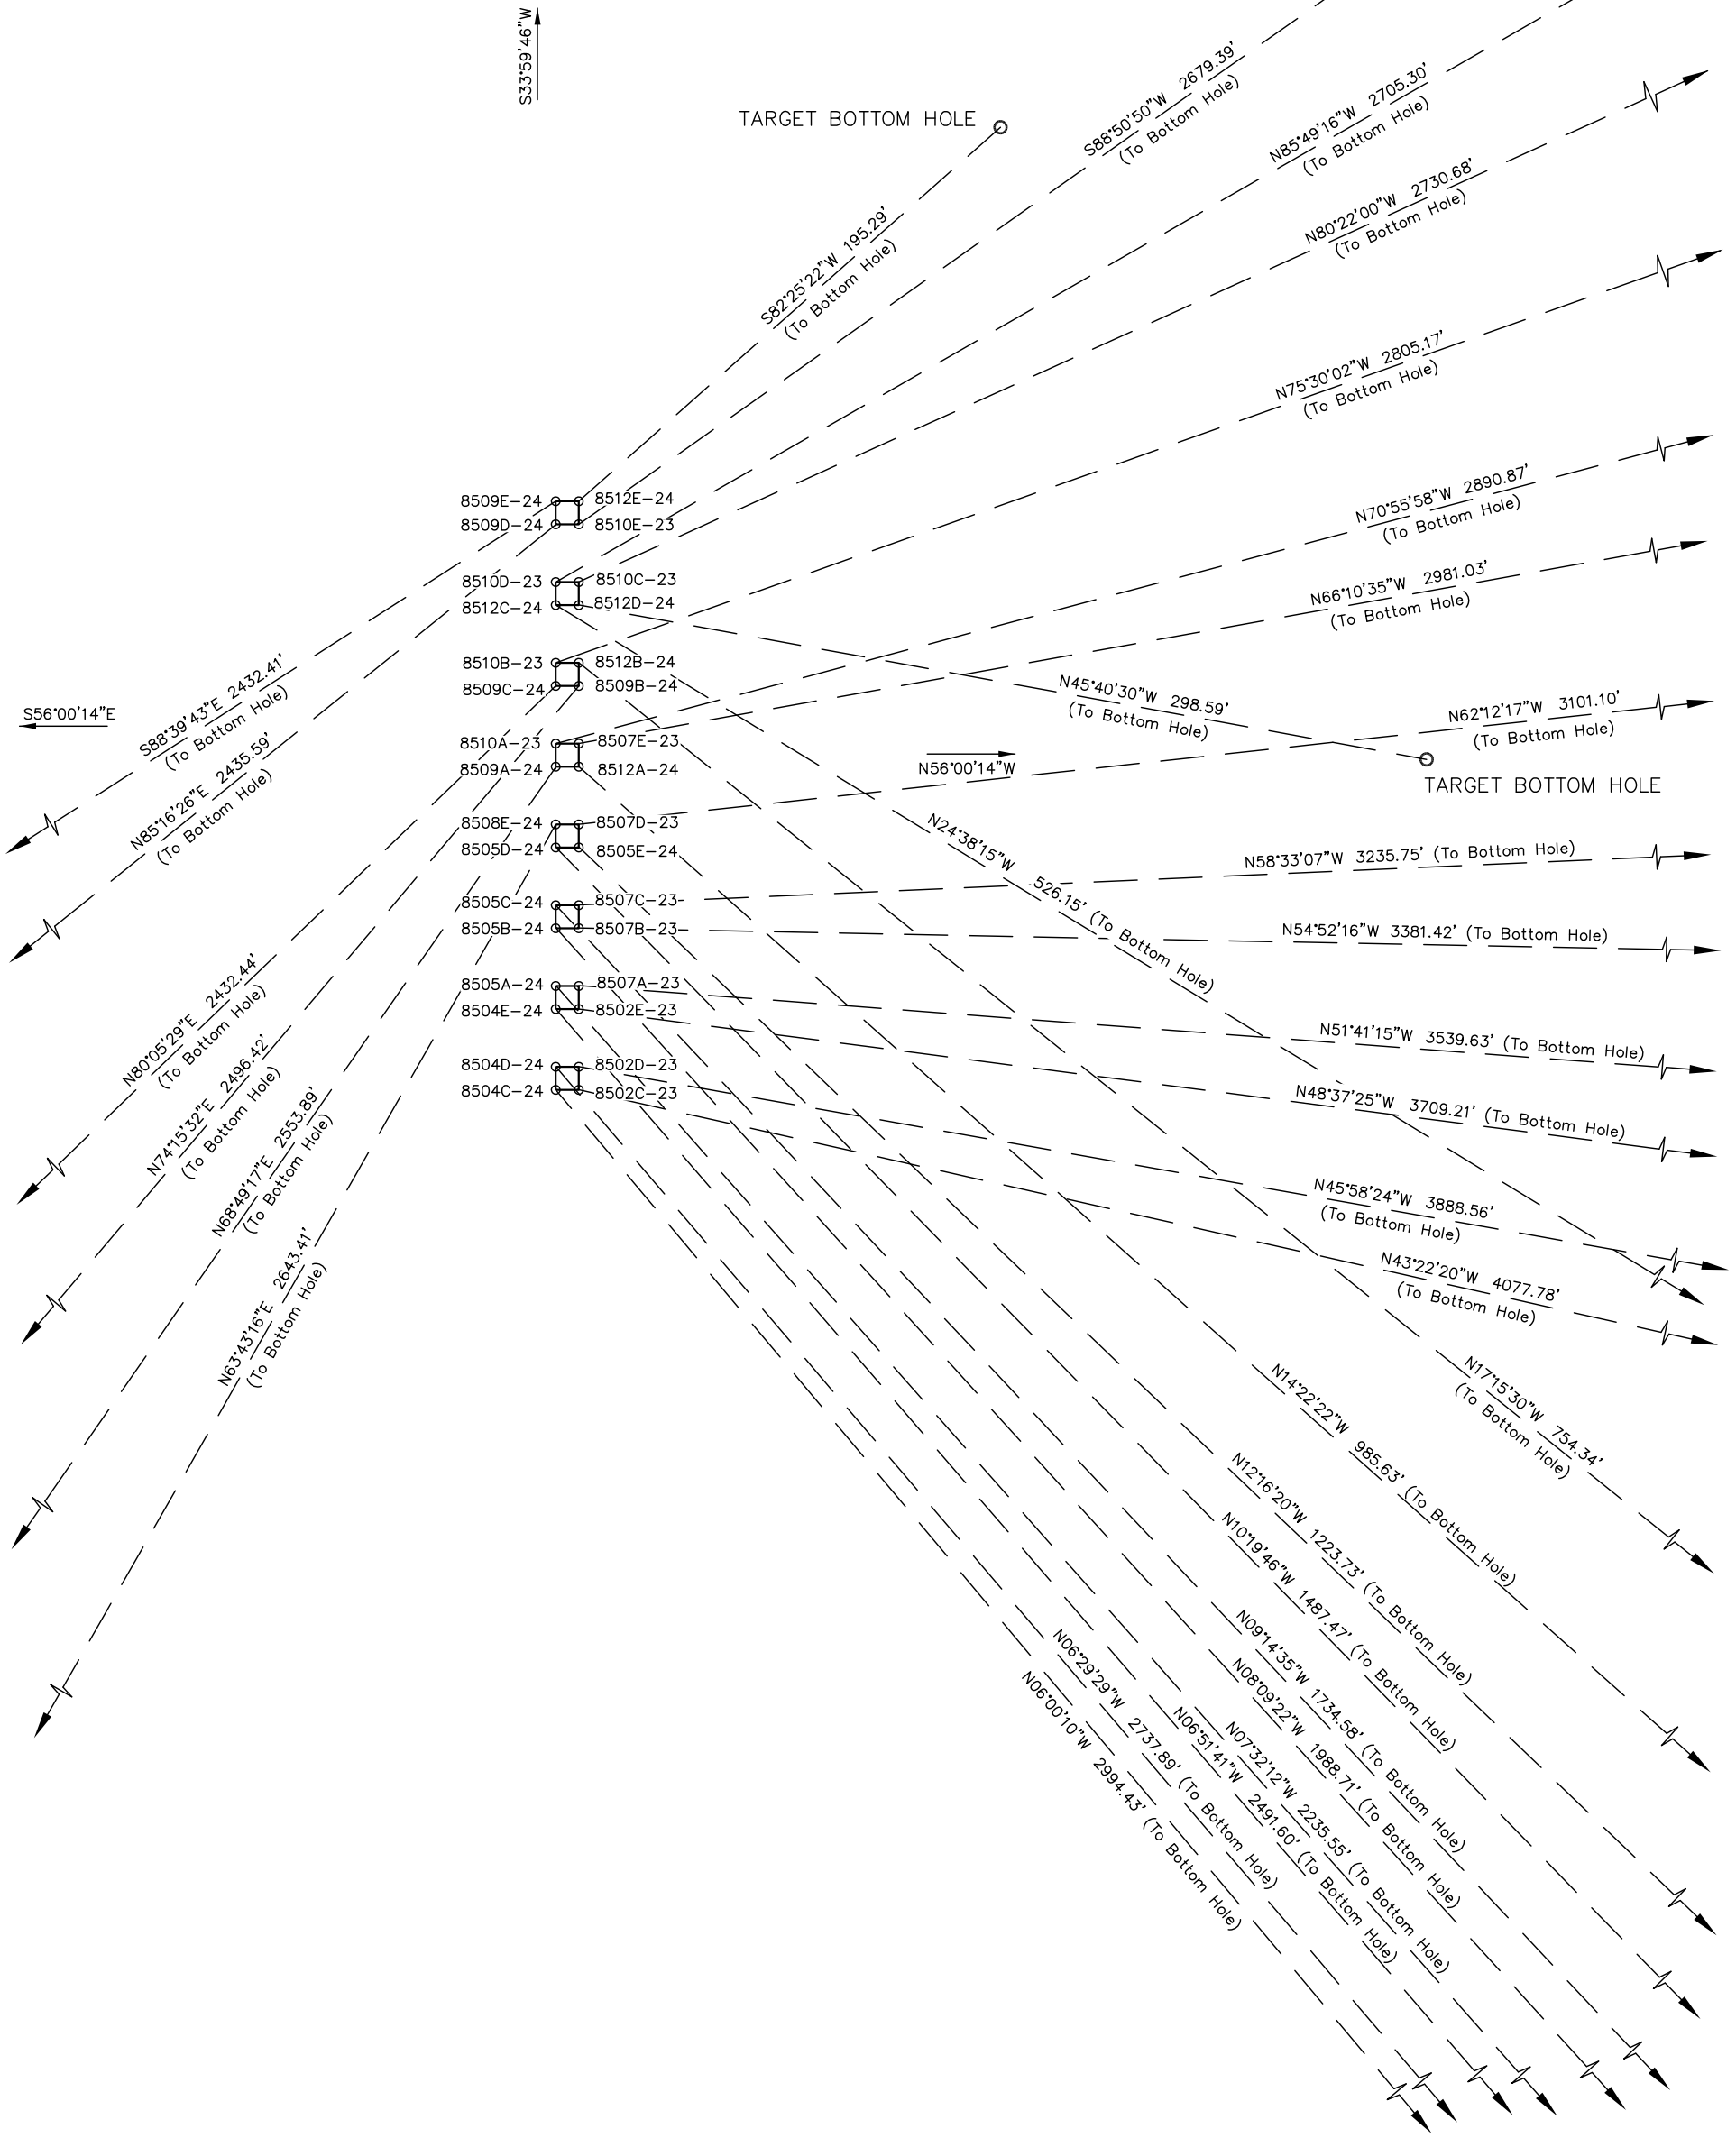 S33°59'46"W
TARGET BOTTOM HOLE
S88°50'50"W 2679.39'
(To Bottom Hole)
N85°49'16"W 2705.30'
(To Bottom Hole)
N80°22'00"W 2730.68'
(To Bottom Hole)
S82°25'22"W 195.29'
(To Bottom Hole)
N75°30'02"W 2805.17'
(To Bottom Hole)
N70°55'58"W 2890.87'
(To Bottom Hole)
N66°10'35"W 2981.03'
(To Bottom Hole)
8509E-24 8512E-24
8509D-24 8510E-23
8510D-23 8510C-23
8512C-24 8512D-24
8510B-23 8512B-24
8509C-24 8509B-24
8510A-23 8507E-23
8509A-24 8512A-24
8508E-24 8507D-23
8505D-24 8505E-24
8505C-24 8507C-23
8505B-24 8507B-23
8505A-24 8507A-23
8504E-24 8502E-23
8504D-24 8502D-23
8504C-24 8502C-23
S56°00'14"E
S88°39'43"E 2432.41'
(To Bottom Hole)
N85°16'26"E 2435.59'
(To Bottom Hole)
N80°05'29"E 2432.44'
(To Bottom Hole)
N74°15'32"E 2496.42'
(To Bottom Hole)
N68°49'17"E 2553.89'
(To Bottom Hole)
N63°43'16"E 2643.41'
(To Bottom Hole)
N45°40'30"W 298.59'
(To Bottom Hole)
N62°12'17"W 3101.10'
(To Bottom Hole)
N56°00'14"W
TARGET BOTTOM HOLE
N24°38'15"W .526.15' (To Bottom Hole)
N58°33'07"W 3235.75' (To Bottom Hole)
N54°52'16"W 3381.42' (To Bottom Hole)
N51°41'15"W 3539.63' (To Bottom Hole)
N48°37'25"W 3709.21' (To Bottom Hole)
N45°58'24"W 3888.56'
(To Bottom Hole)
N43°22'20"W 4077.78'
(To Bottom Hole)
N17°15'30"W 754.34'
(To Bottom Hole)
N14°22'22"W 985.63' (To Bottom Hole)
N12°16'20"W 1223.73' (To Bottom Hole)
N10°19'46"W 1487.47' (To Bottom Hole)
N09°14'35"W 1734.58' (To Bottom Hole)
N08°09'22"W 1988.71' (To Bottom Hole)
N07°32'12"W 2235.55' (To Bottom Hole)
N06°51'41"W 2491.60' (To Bottom Hole)
N06°29'29"W 2737.89' (To Bottom Hole)
N06°00'10"W 2994.43' (To Bottom Hole)